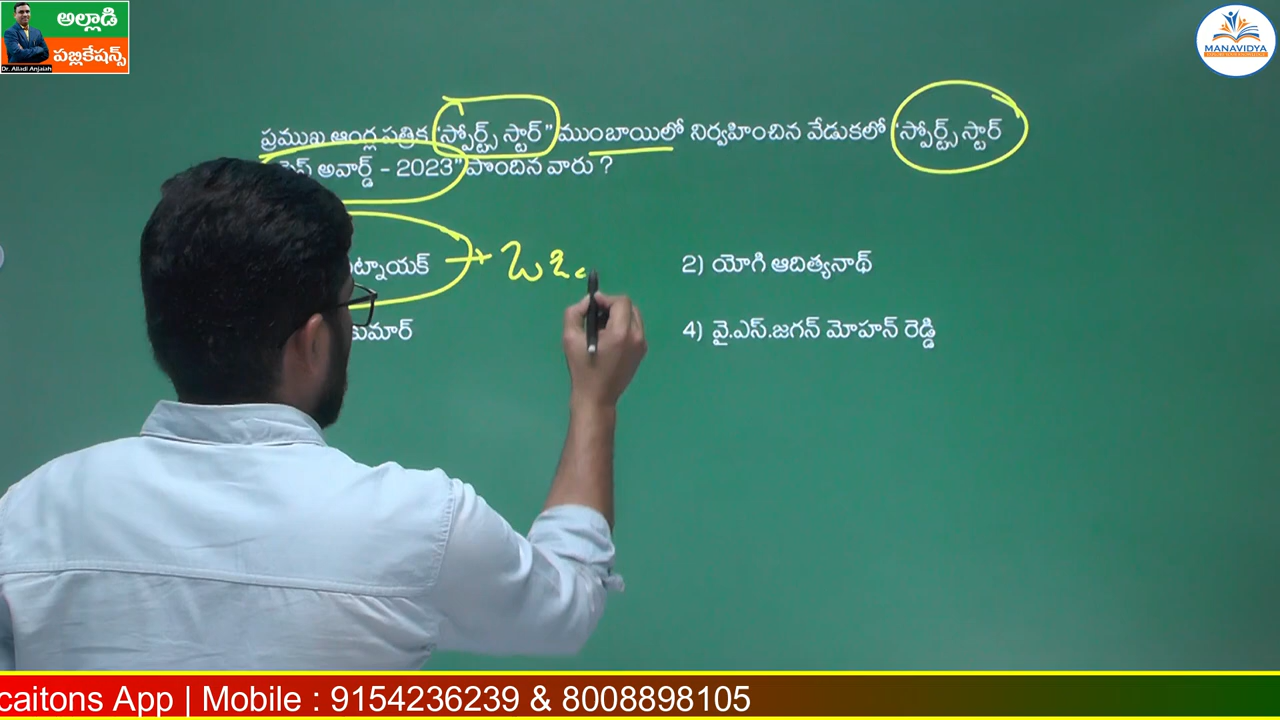 అల్లాడి
పబ్లికేషన్స్
Dr. Alladi Anjaiah
MANAVIDYA
ప్రముఖ ఆంగ్ల పత్రిక "స్పోర్ట్స్ స్టార్" ముంబాయిలో నిర్వహించిన వేడుకలో "స్పోర్ట్స్ స్టార్
అవార్డ్ - 2023" పొందిన వారు ?
2) యోగి ఆదిత్యనాథ్
4) వై.ఎస్.జగన్ మోహన్ రెడ్డి
caitons App | Mobile : 9154236239 & 8008898105